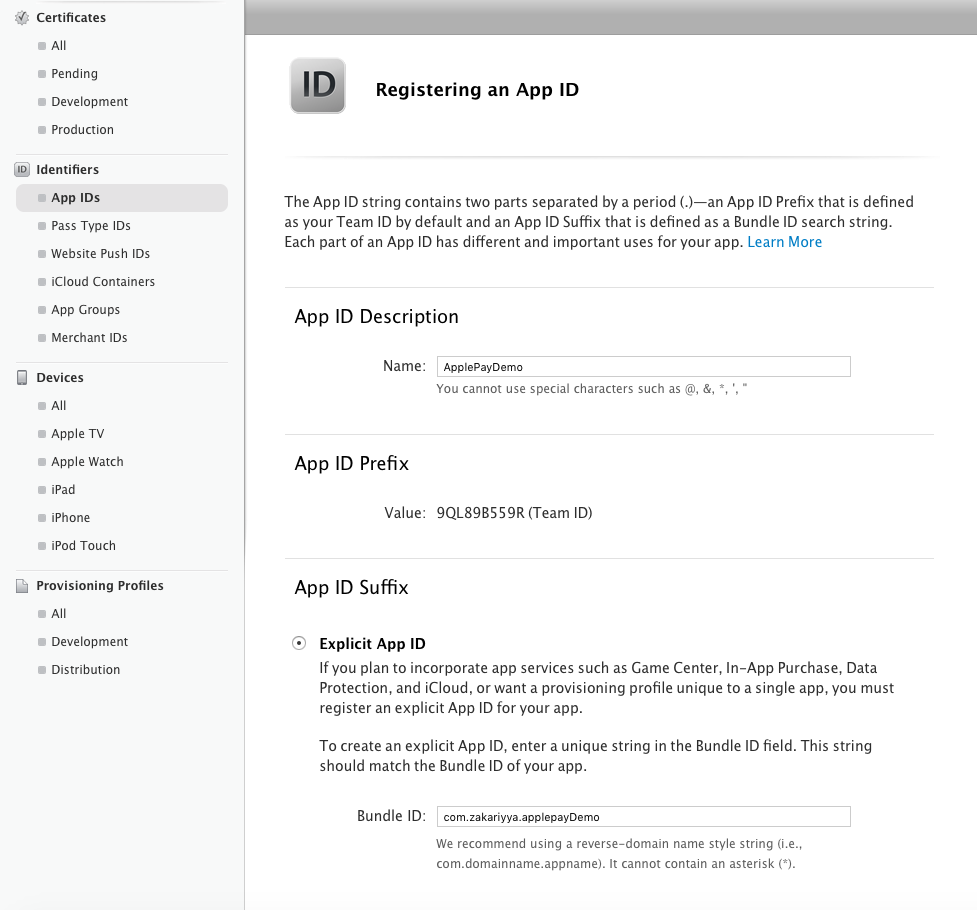 Certificates
All
Pending
Development
Production
ID Identifiers
App IDs
Pass Type IDs
Website Push IDs
iCloud Containers
App Groups
Merchant IDs
Devices
All
Apple TV
Apple Watch
iPad
iPhone
iPod Touch
Provisioning Profiles
All
Development
Distribution
ID Registering an App ID
The App ID string contains two parts separated by a period (.)—an App ID Prefix that is defined
as your Team ID by default and an App ID Suffix that is defined as a Bundle ID search string.
Each part of an App ID has different and important uses for your app. Learn More
App ID Description
Name: ApplePayDemo
You cannot use special characters such as @, &, *, ', "
App ID Prefix
Value: 9QL89B559R (Team ID)
App ID Suffix
Explicit App ID
If you plan to incorporate app services such as Game Center, In-App Purchase, Data
Protection, and iCloud, or want a provisioning profile unique to a single app, you must
register an explicit App ID for your app.
To create an explicit App ID, enter a unique string in the Bundle ID field. This string
should match the Bundle ID of your app.
Bundle ID: com.zakariyya.applepayDemo
We recommend using a reverse-domain name style string (i.e.,
com.domainname.appname). It cannot contain an asterisk (*).